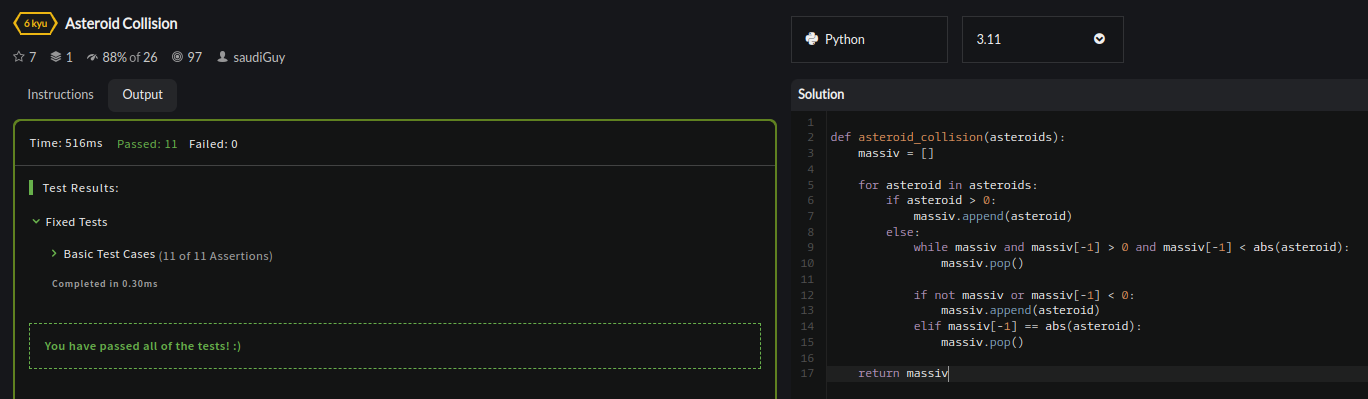 6 kyu Asteroid Collision
7 1 88% of 26 97 saudiGuy
Instructions Output
Time: 516ms Passed: 11 Failed: 0
Test Results:
Fixed Tests
Basic Test Cases (11 of 11 Assertions)
Completed in 0.30ms
You have passed all of the tests! :)
Python 3.11
Solution
1
2 def asteroid_collision(asteroids):
3     massiv = []
4
5     for asteroid in asteroids:
6         if asteroid > 0:
7             massiv.append(asteroid)
8         else:
9             while massiv and massiv[-1] > 0 and massiv[-1] < abs(asteroid):
10                 massiv.pop()
11
12             if not massiv or massiv[-1] < 0:
13                 massiv.append(asteroid)
14             elif massiv[-1] == abs(asteroid):
15                 massiv.pop()
16
17     return massiv